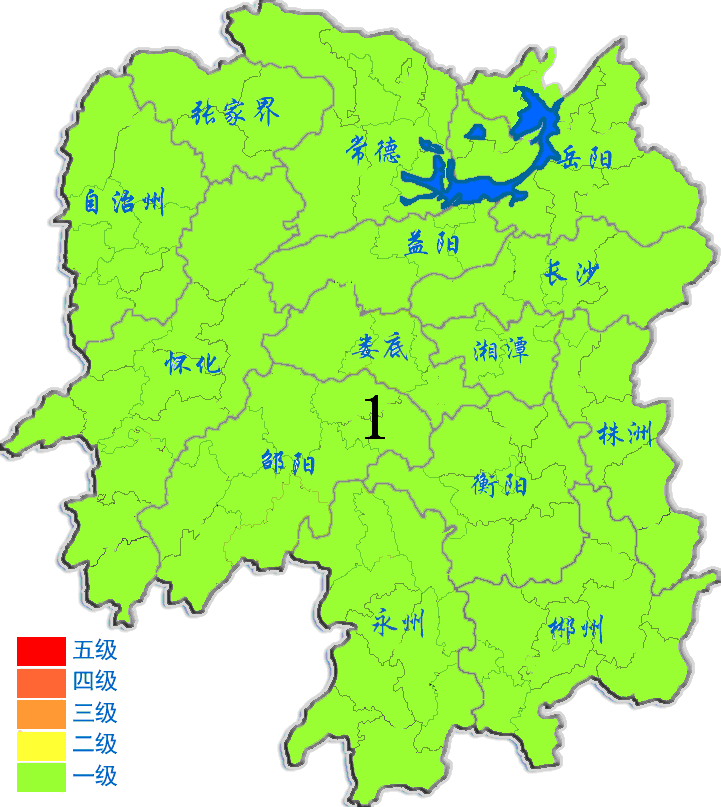 张家界
常德
岳阳
自治州
益阳
长沙
怀化
娄底
湘潭
1
株洲
邵阳
衡阳
永州
郴州
五级
四级
三级
二级
一级